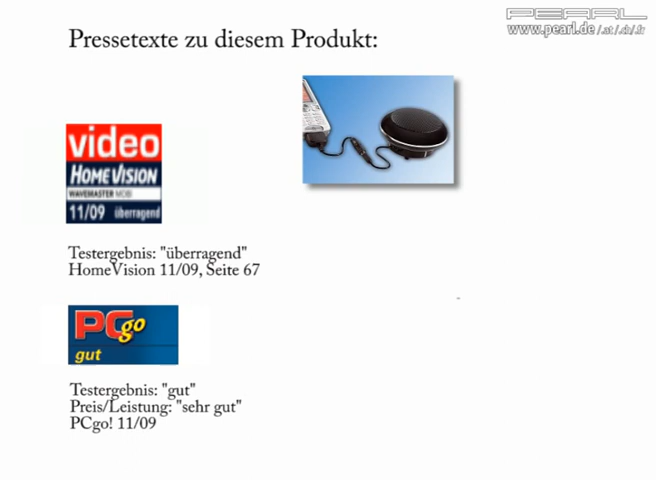 PEARL
www.pearl.de/.at/.ch/.fr
Pressetexte zu diesem Produkt:
video
HOMEVISION
WAVEMASTER MOBI
11/09 überragend
Testergebnis: "überragend"
HomeVision 11/09, Seite 67
PCgo
gut
Testergebnis: "gut"
Preis/Leistung: "sehr gut"
PCgo! 11/09